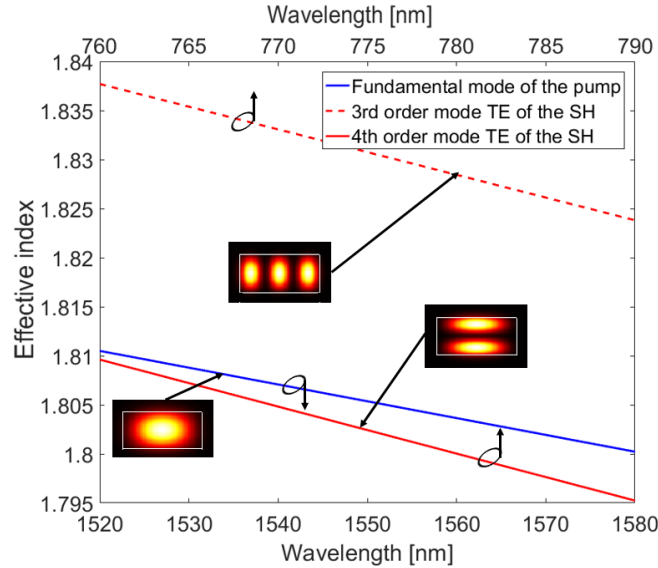 Wavelength [nm]
760 765 770 775 780 785 790
1.84
1.835
1.83
1.825
1.82
1.815
1.81
1.805
1.8
1.795
Effective index
Fundamental mode of the pump
3rd order mode TE of the SH
4th order mode TE of the SH
1520 1530 1540 1550 1560 1570 1580
Wavelength [nm]